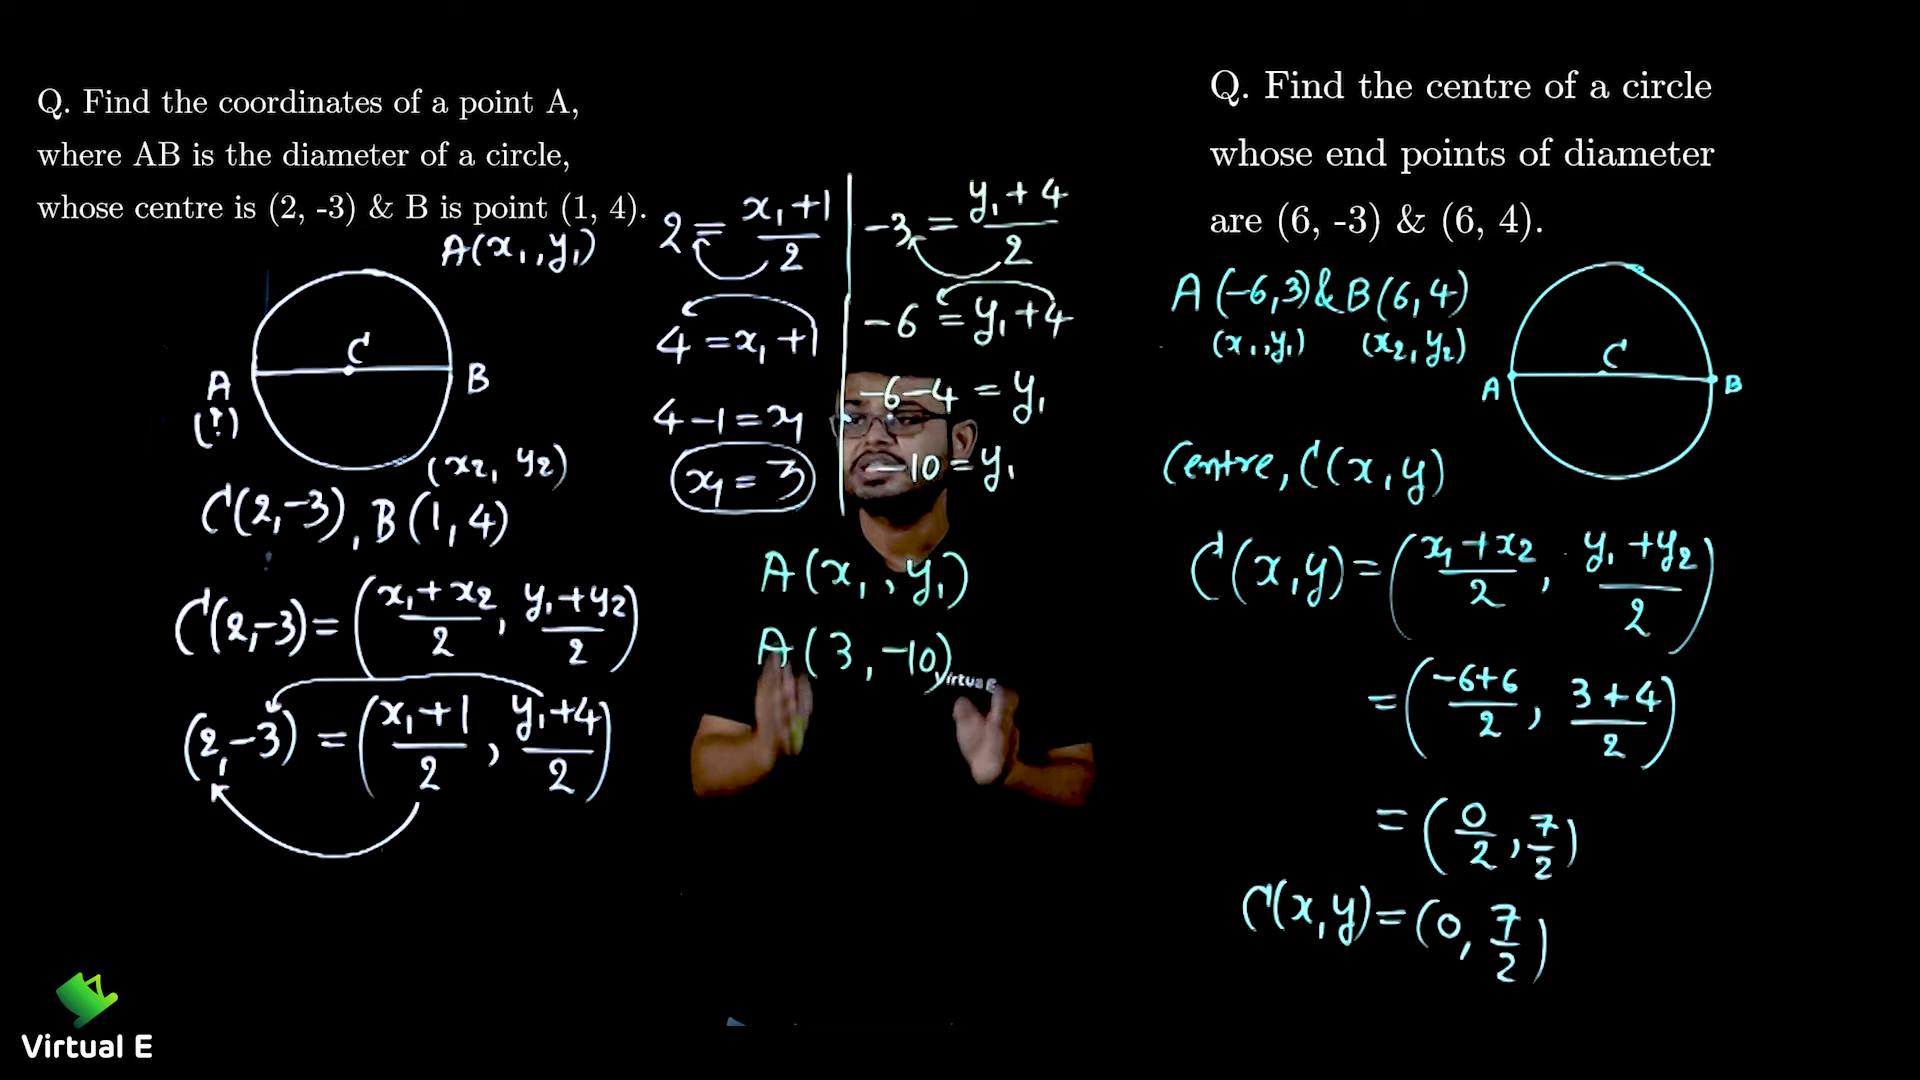 Q. Find the coordinates of a point A,
where AB is the diameter of a circle,
whose centre is (2, -3) & B is point (1, 4).
A(x₁, y₁)
C
A
B
(?)
(x₂, y₂)
C(2,-3), B(1,4)
C(2,-3) = ((x₁+x₂)/2, (y₁+y₂)/2)
(2,-3) = ((x₁+1)/2, (y₁+4)/2)
2 = (x₁+1)/2
4 = x₁+1
4-1 = x₁
x₁ = 3
-3 = (y₁+4)/2
-6 = y₁+4
-6-4 = y₁
-10 = y₁
A(x₁, y₁)
A(3, -10)
Virtual E
Q. Find the centre of a circle
whose end points of diameter
are (6, -3) & (6, 4).
A(-6,3) & B(6,4)
(x₁,y₁) (x₂,y₂)
C
A
B
Centre, C(x,y)
C(x,y) = ((x₁+x₂)/2, (y₁+y₂)/2)
= ((-6+6)/2, (3+4)/2)
= (0/2, 7/2)
C(x,y) = (0, 7/2)
Virtual E